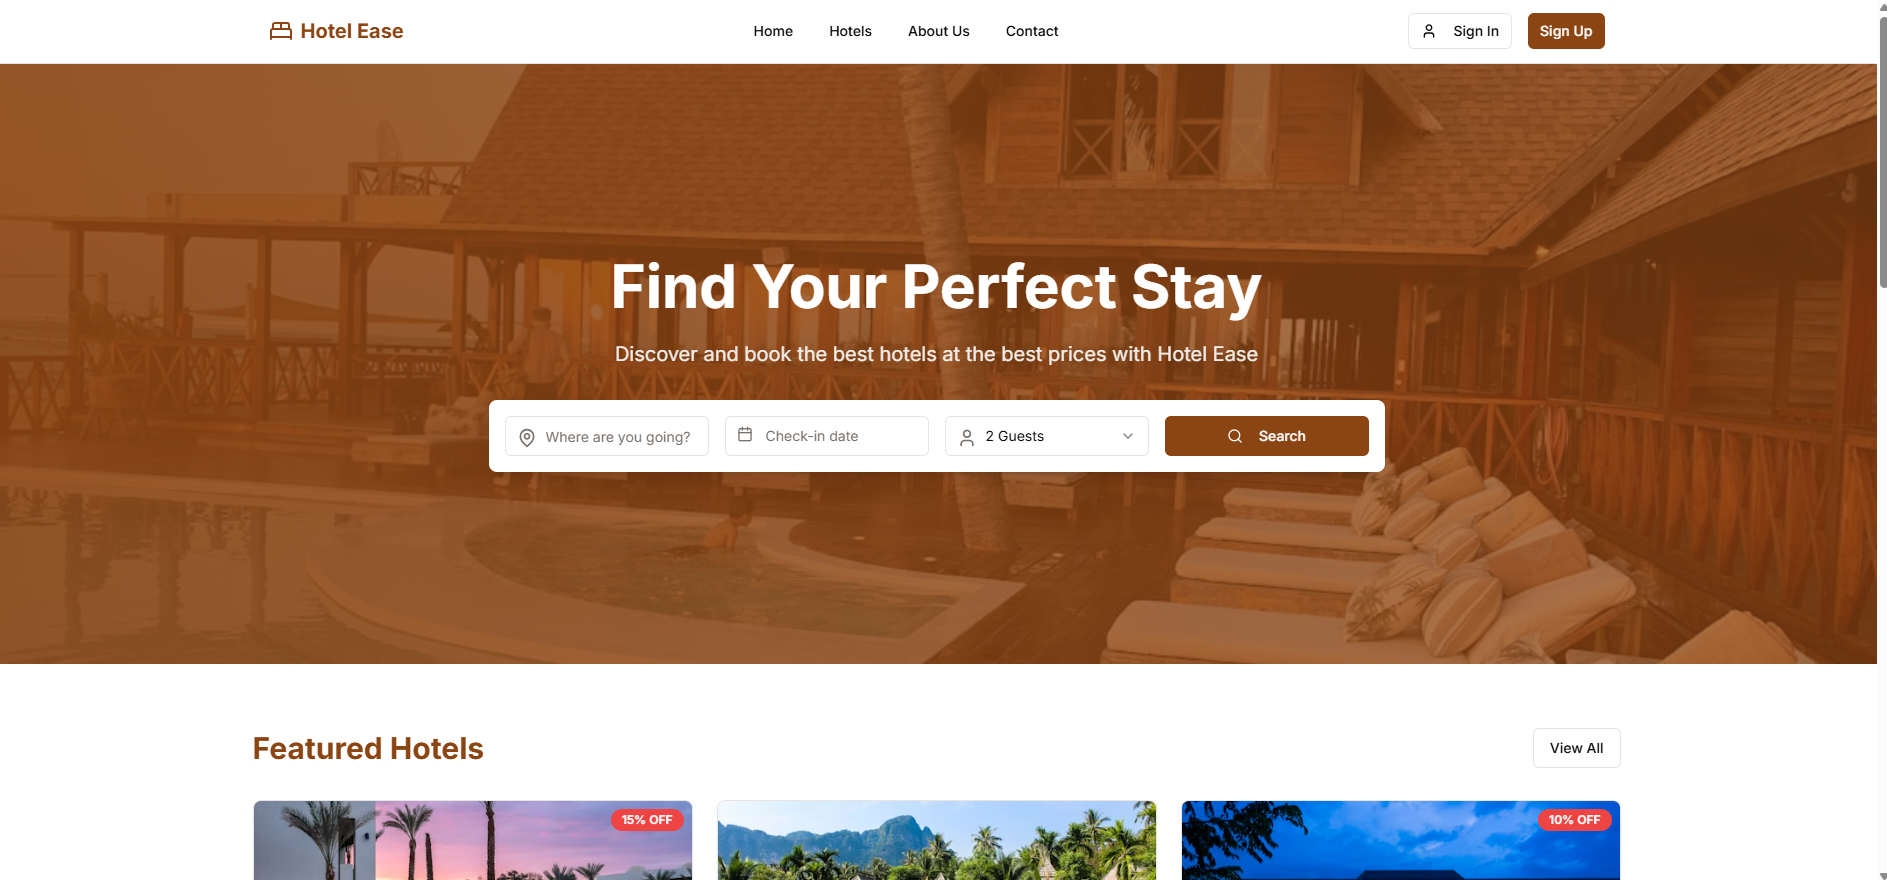 Hotel Ease
Home Hotels About Us Contact
Sign In Sign Up
Find Your Perfect Stay
Discover and book the best hotels at the best prices with Hotel Ease
Where are you going? Check-in date 2 Guests Search
Featured Hotels View All
15% OFF 10% OFF